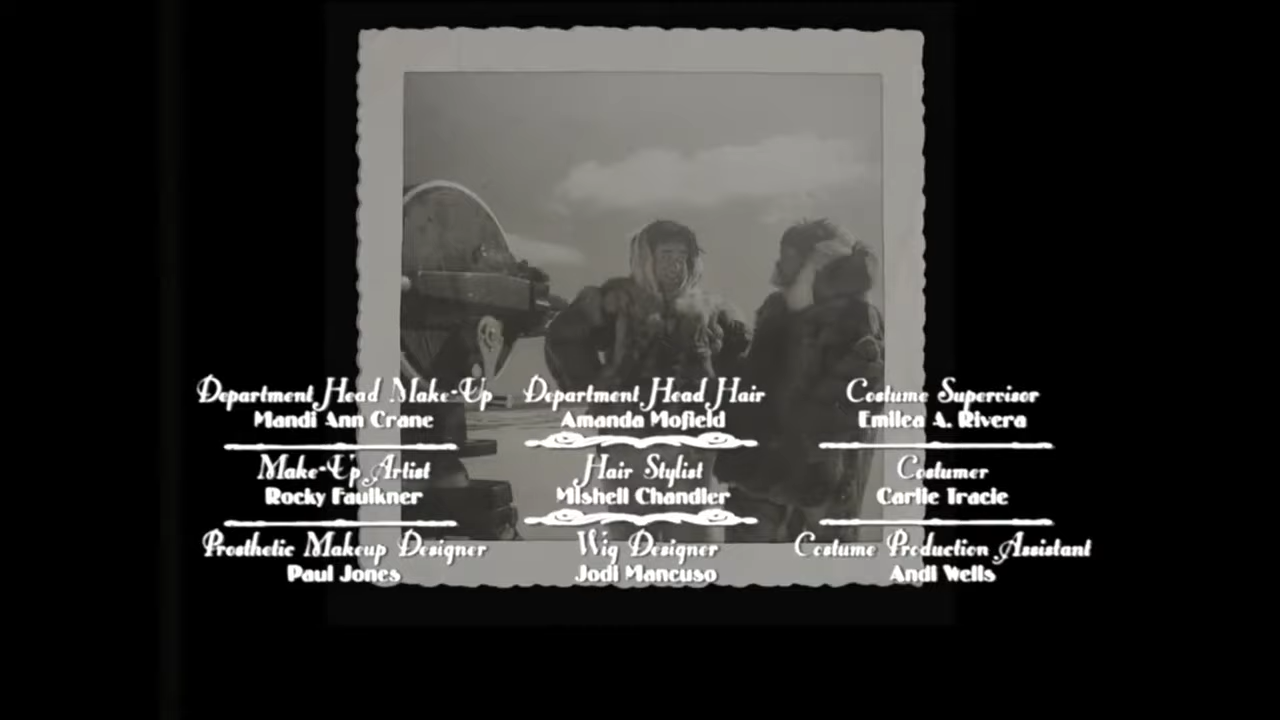 Department Head Make-Up
Mandi Ann Crane
Make-Up Artist
Rocky Faulkner
Prosthetic Makeup Designer
Paul Jones
Department Head Hair
Amanda Mofield
Hair Stylist
Mishell Chandler
Wig Designer
Jodi Mancuso
Costume Supervisor
Emilea A. Rivera
Costumer
Carlie Tracie
Costume Production Assistant
Andi Wells